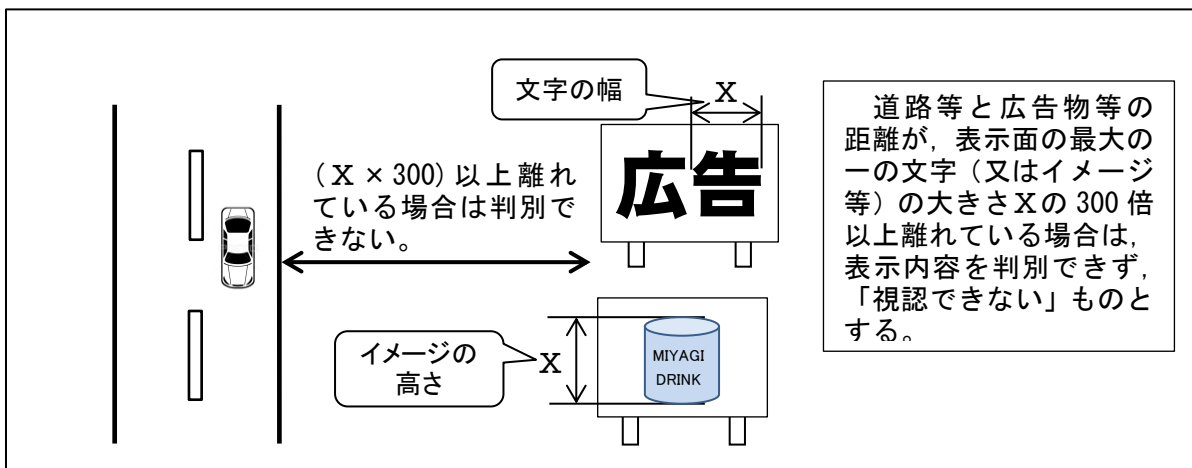 文字の幅
X
広告
(X×300)以上離れ
ている場合は判別で
きない。
イメージの
高さ
X
MIYAGI
DRINK
　道路等と広告物等の
距離が，表示面の最大の
一の文字（又はイメージ
等）の大きさXの 300 倍
以上離れている場合は，
表示内容を判別できず，
「視認できない」ものと
する。